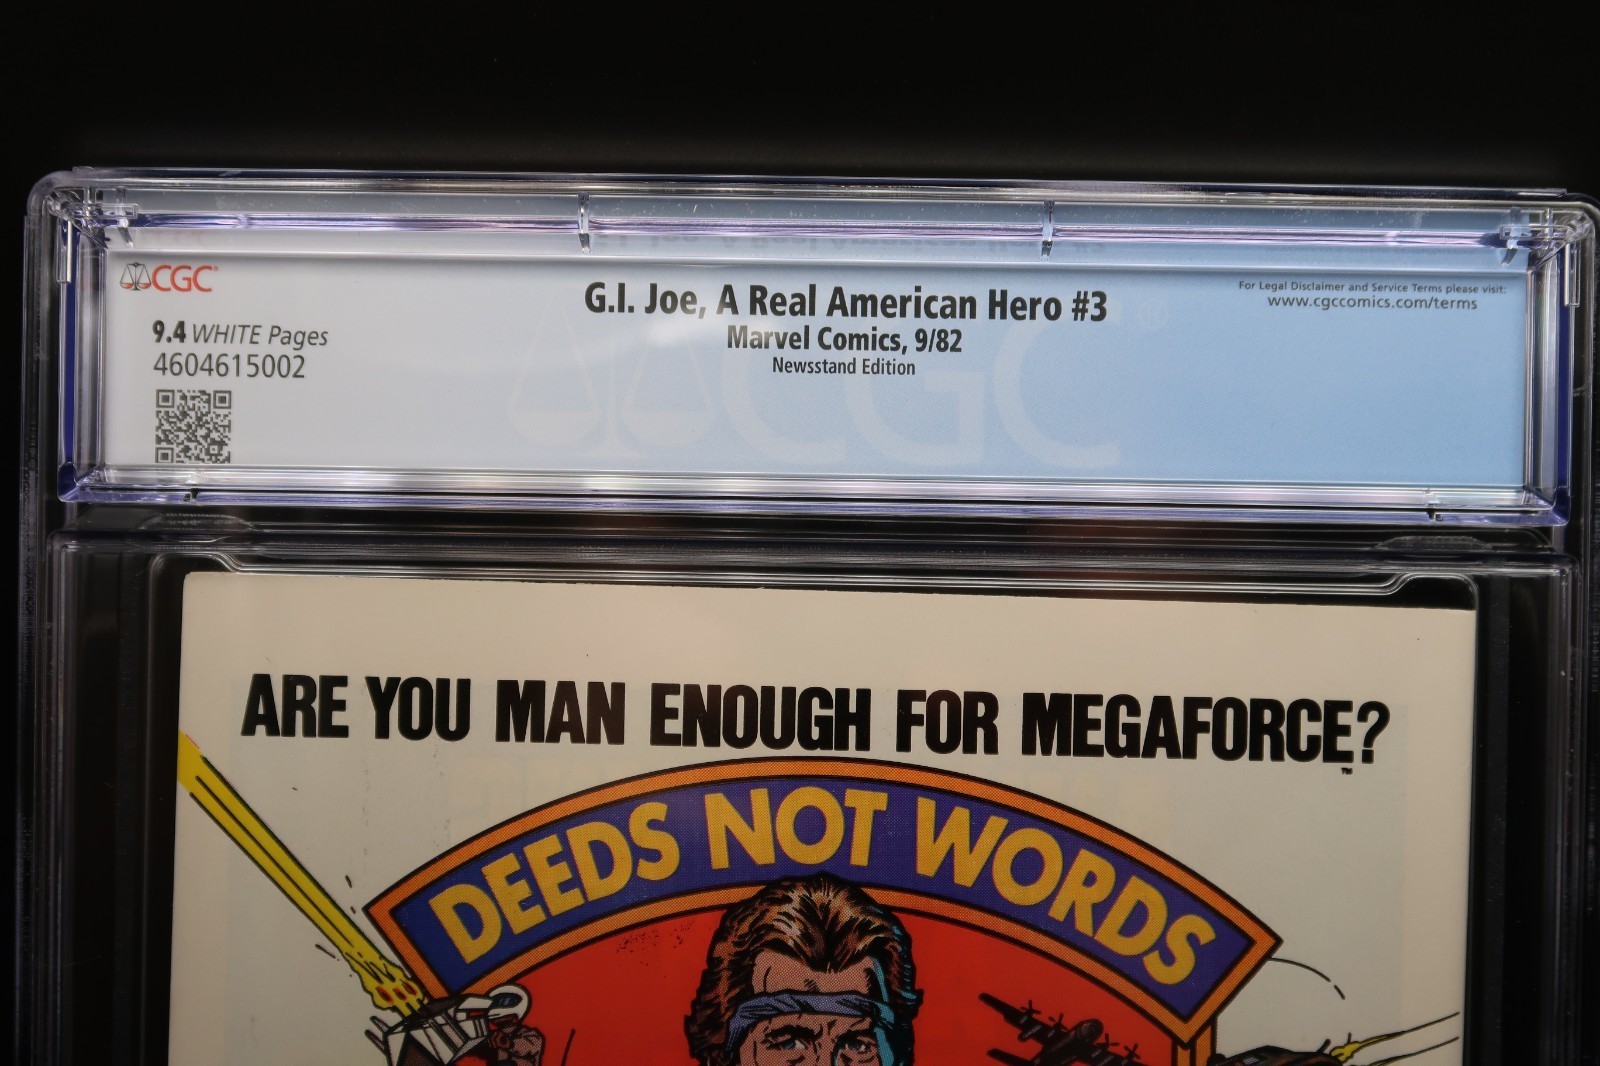 CGC
9.4 WHITE Pages
4604615002
G.I. Joe, A Real American Hero #3
Marvel Comics, 9/82
Newsstand Edition
For Legal Disclaimer and Service Terms please visit:
www.cgccomics.com/terms
CGC
ARE YOU MAN ENOUGH FOR MEGAFORCE?
TM
DEEDS NOT WORDS